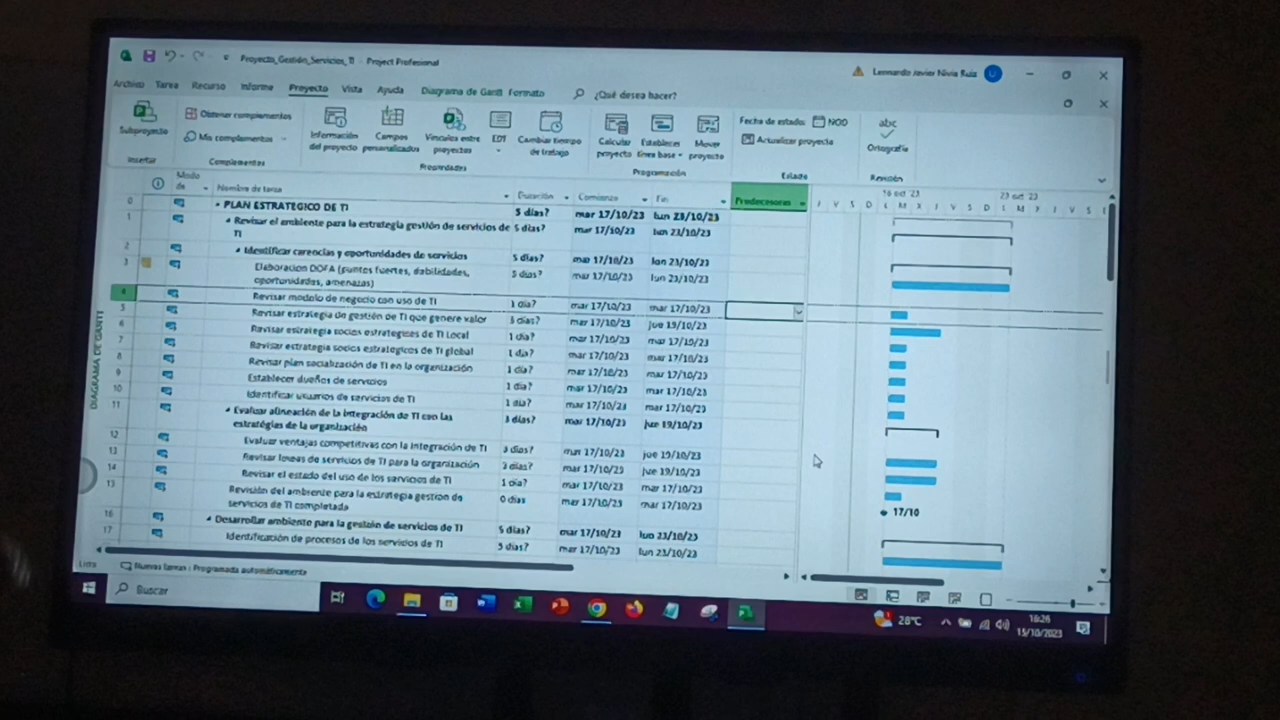 Proyecto_Gestión_Servicios_TI - Project Profesional
Leonardo Javier Nivia Ruiz
Archivo Tarea Recurso Informe Proyecto Vista Ayuda Diagrama de Gantt Formato ¿Qué desea hacer?
Subproyecto
Obtener complementos
Mis complementos
Información del proyecto
Campos personalizados
Vínculos entre proyectos
EDT
Cambiar tiempo de trabajo
Calcular proyecto
Establecer línea base
Mover proyecto
Fecha de estado: NOD
Actualizar proyecto
abc
Ortografía
Insertar Complementos Propiedades Programación Estado Revisión
Modo de Nombre de tarea Duración Comienzo Fin Predecesoras
16 oct '23 23 oct '23
V S D L M X J V S D L M X J V S
0 PLAN ESTRATEGICO DE TI 5 días? mar 17/10/23 lun 23/10/23
1 Revisar el ambiente para la estrategia gestión de servicios de TI 5 días? mar 17/10/23 lun 23/10/23
2 Identificar carencias y oportunidades de servicios 5 días? mar 17/10/23 lun 23/10/23
3 Elaboracion DOFA (puntos fuertes, debilidades, oportunidades, amenazas) 5 días? mar 17/10/23 lun 23/10/23
4 Revisar modelo de negocio con uso de TI 1 día? mar 17/10/23 mar 17/10/23
5 Revisar estrategia de gestión de TI que genere valor 3 días? mar 17/10/23 jue 19/10/23
6 Revisar estrategia socios estrategicos de TI Local 1 día? mar 17/10/23 mar 17/10/23
7 Revisar estrategia socios estrategicos de TI global 1 día? mar 17/10/23 mar 17/10/23
8 Revisar plan socialización de TI en la organización 1 día? mar 17/10/23 mar 17/10/23
9 Establecer dueños de servicios 1 día? mar 17/10/23 mar 17/10/23
10 Identificar usuarios de servicios de TI 1 día? mar 17/10/23 mar 17/10/23
11 Evaluar alineación de la integración de TI con las estratégias de la organización 3 días? mar 17/10/23 jue 19/10/23
12 Evaluar ventajas competitivas con la integración de TI 3 días? mar 17/10/23 jue 19/10/23
13 Revisar lineas de servicios de TI para la organización 3 días? mar 17/10/23 jue 19/10/23
14 Revisar el estado del uso de los servicios de TI 1 día? mar 17/10/23 mar 17/10/23
15 Revisión del ambiente para la estrategia gestion de servicios de TI completada 0 días mar 17/10/23 mar 17/10/23
17/10
16 Desarrollar ambiente para la gestión de servicios de TI 5 días? mar 17/10/23 lun 23/10/23
17 Identificación de procesos de los servicios de TI 5 días? mar 17/10/23 lun 23/10/23
DIAGRAMA DE GANTT
Listo Nuevas tareas : Programada automáticamente
Buscar
28°C
16:26
15/10/2023